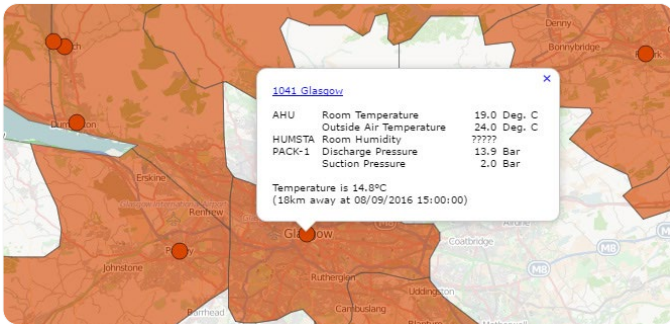 Denny
Bonnybridge
1041 Glasgow
AHU Room Temperature 19.0 Deg. C
Outside Air Temperature 24.0 Deg. C
HUMSTA Room Humidity ?????
PACK-1 Discharge Pressure 13.9 Bar
Suction Pressure 2.0 Bar
Temperature is 14.8ºC
(18km away at 08/09/2016 15:00:00)
Erskine
Renfrew
Glasgow
Coatbridge
M8
M8
Johnstone
Rutherglen
Uddingston
Cambuslang
Barrhead